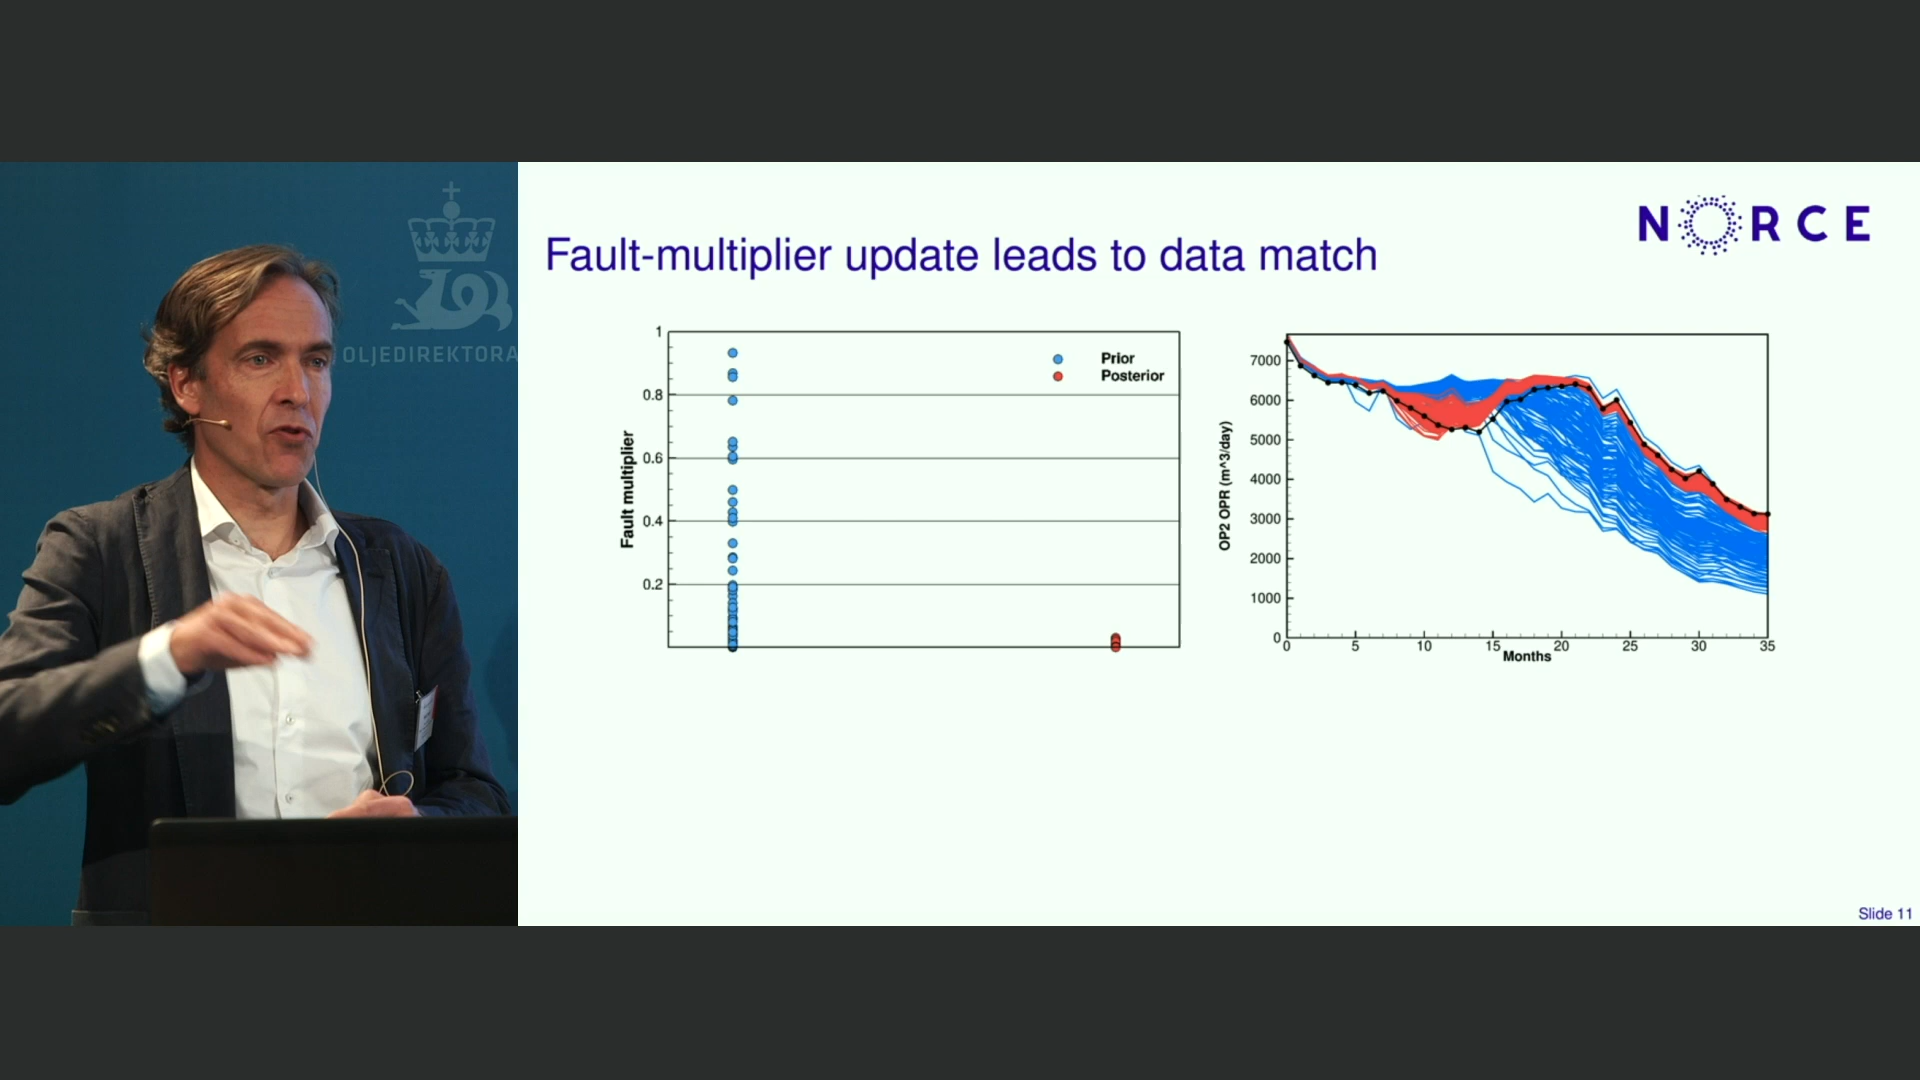 OLJEDIREKTORA
NORCE
Fault-multiplier update leads to data match
Fault multiplier
1
0.8
0.6
0.4
0.2
Prior
Posterior
OP2 OPR (m^3/day)
7000
6000
5000
4000
3000
2000
1000
0
0 5 10 15 20 25 30 35
Months
Slide 11